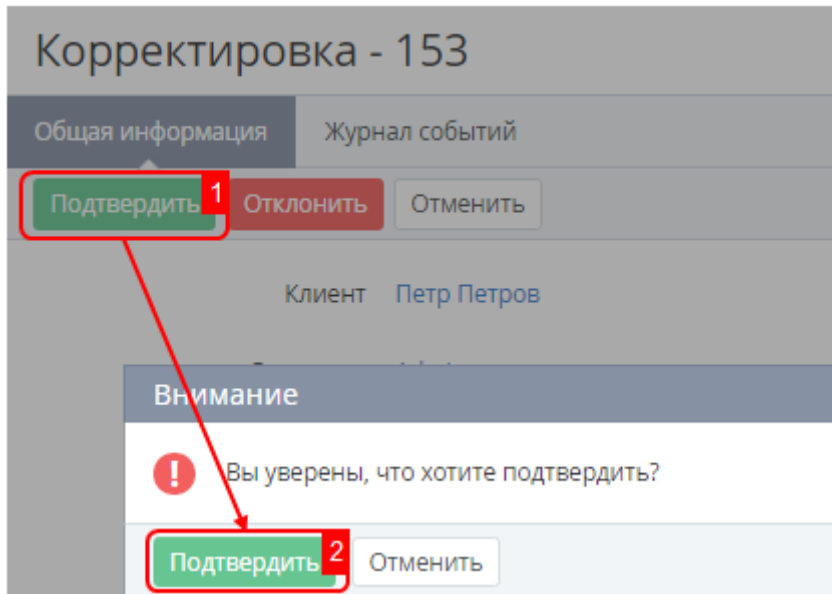 Корректировка - 153
Общая информация Журнал событий
Подтвердить 1 Отклонить Отменить
Клиент Петр Петров
Внимание
! Вы уверены, что хотите подтвердить?
Подтвердить 2 Отменить